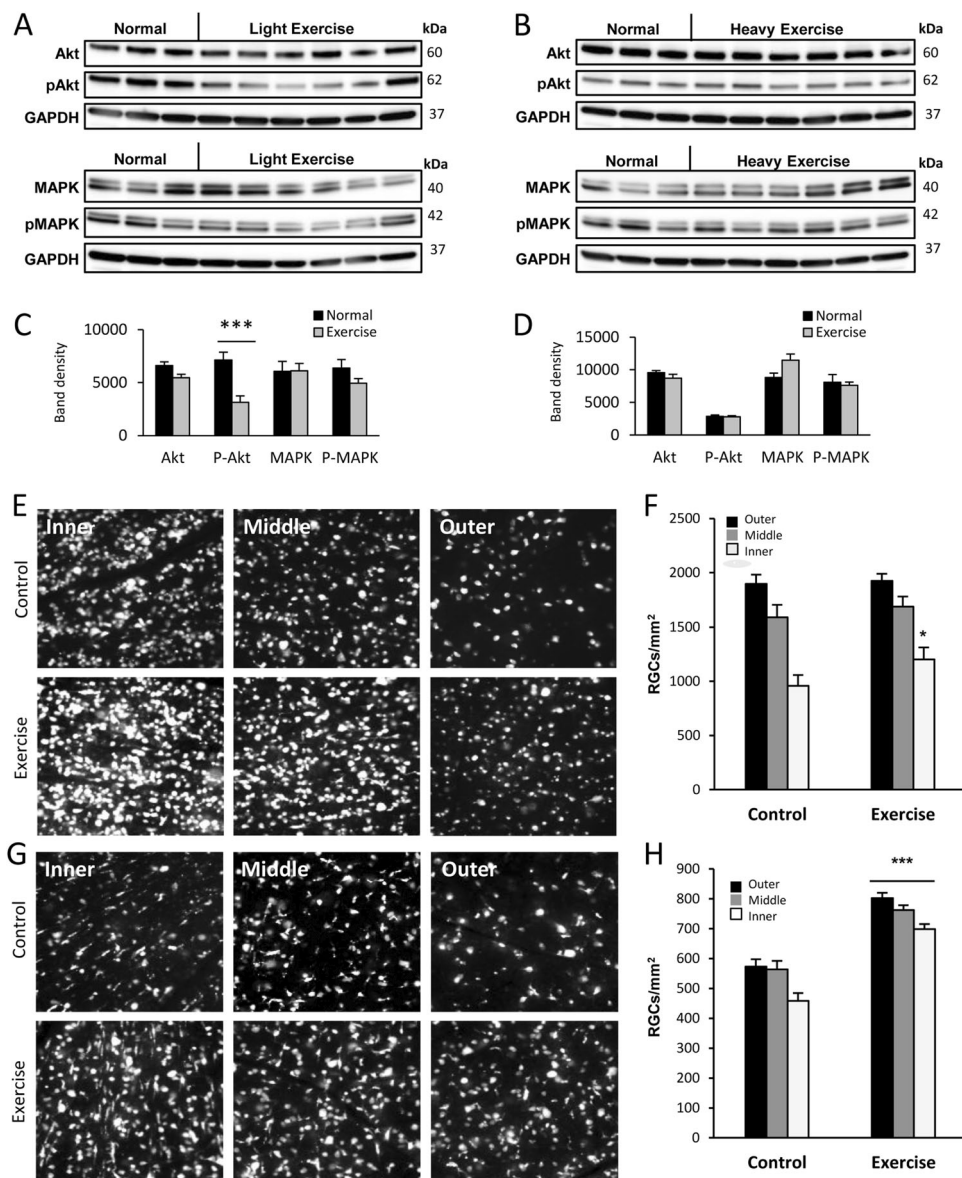 A
Normal Light Exercise kDa
Akt 60
pAkt 62
GAPDH 37
Normal Light Exercise kDa
MAPK 40
pMAPK 42
GAPDH 37
B
Normal Heavy Exercise kDa
Akt 60
pAkt 62
GAPDH 37
Normal Heavy Exercise kDa
MAPK 40
pMAPK 42
GAPDH 37
C
Band density
10000
5000
0
***
Normal
Exercise
Akt P-Akt MAPK P-MAPK
D
Band density
15000
10000
5000
0
Normal
Exercise
Akt P-Akt MAPK P-MAPK
E
Inner Middle Outer
Control
Exercise
F
RGCs/mm²
2500
2000
1500
1000
500
0
Outer
Middle
Inner
*
Control Exercise
G
Inner Middle Outer
Control
Exercise
H
RGCs/mm²
900
800
700
600
500
400
300
200
100
0
Outer
Middle
Inner
***
Control Exercise